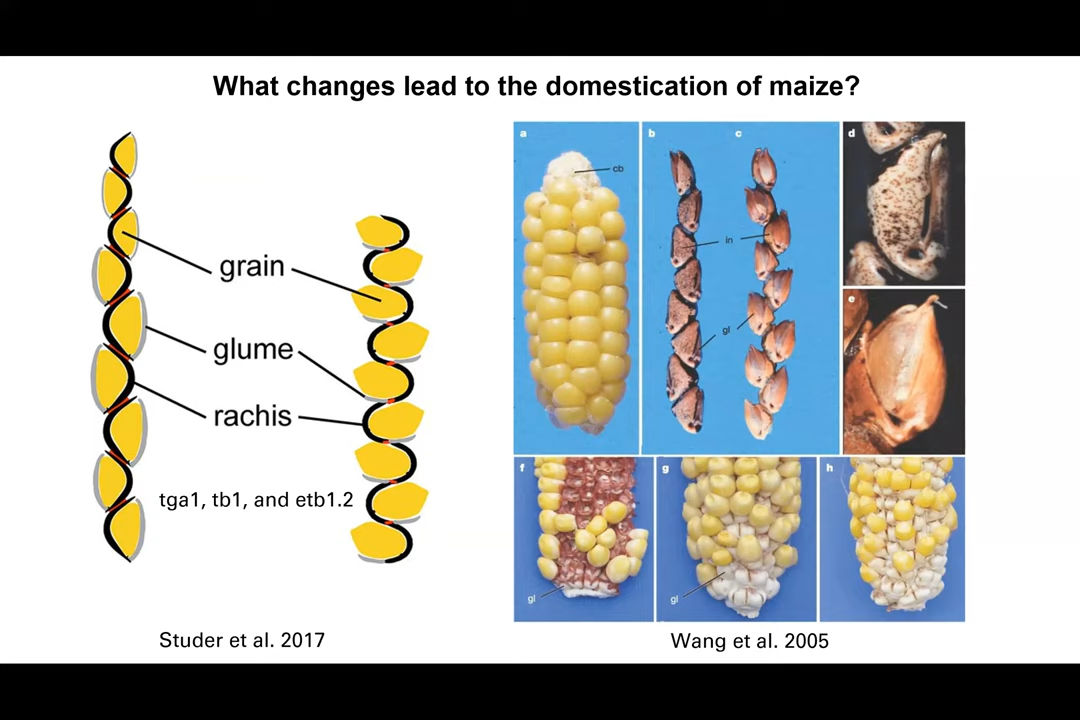 What changes lead to the domestication of maize?
grain
glume
rachis
tga1, tb1, and etb1.2
Studer et al. 2017
a
cb
b
c
in
gl
d
e
f
gl
g
gl
h
Wang et al. 2005